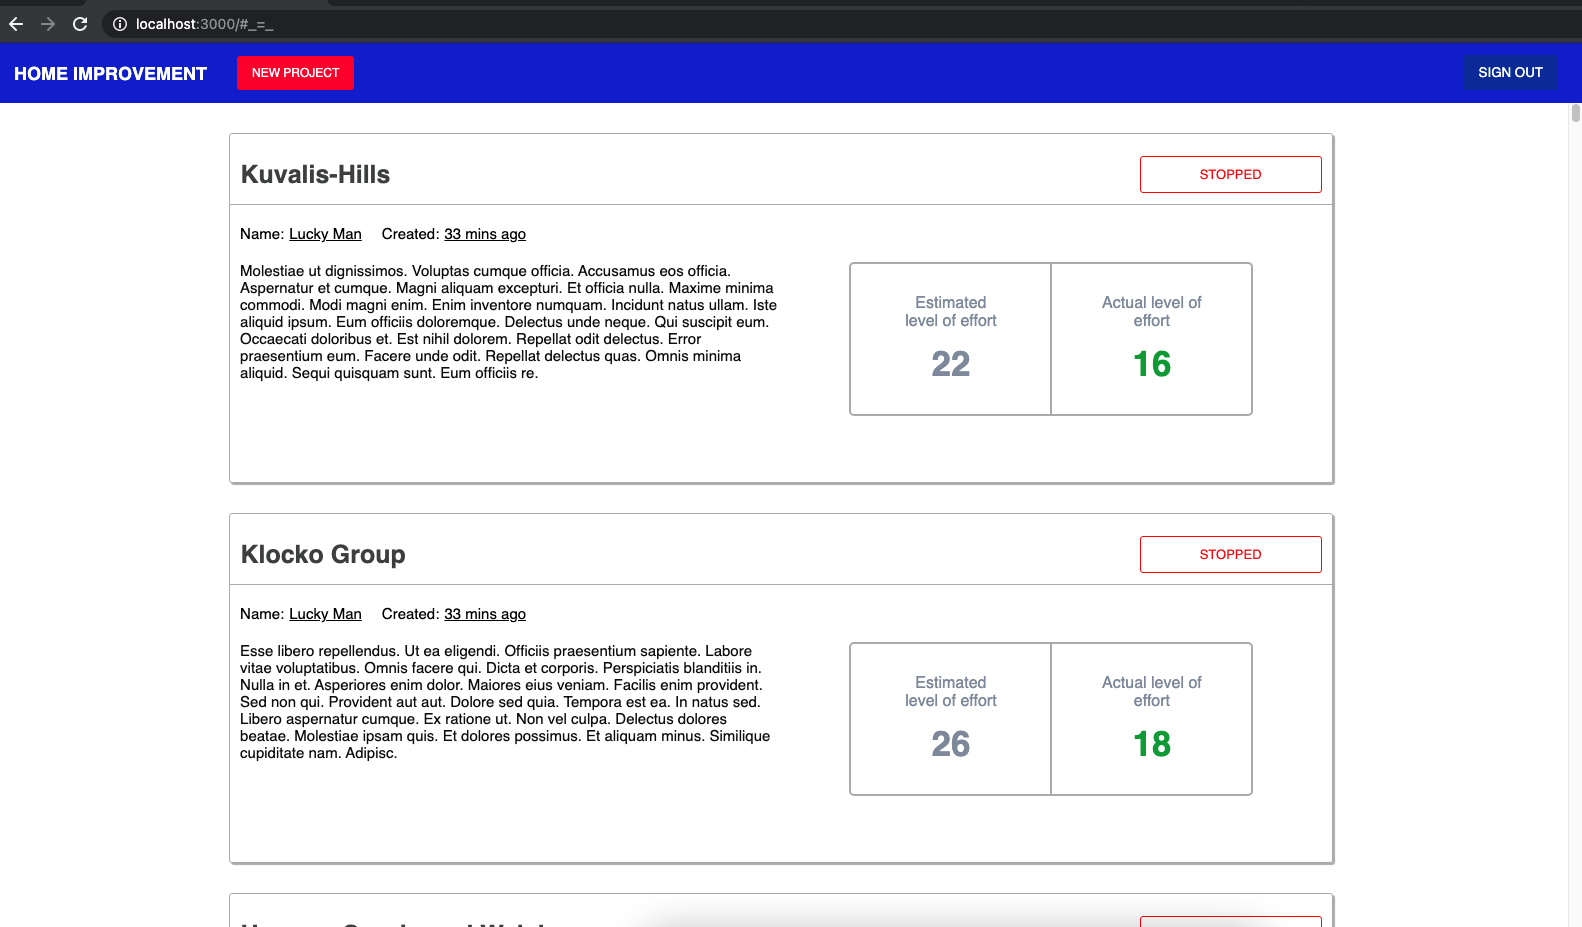 localhost:3000/#_=_
HOME IMPROVEMENT
NEW PROJECT
SIGN OUT
Kuvalis-Hills
STOPPED
Name: Lucky Man Created: 33 mins ago
Molestiae ut dignissimos. Voluptas cumque officia. Accusamus eos officia.
Aspernatur et cumque. Magni aliquam excepturi. Et officia nulla. Maxime minima
commodi. Modi magni enim. Enim inventore numquam. Incidunt natus ullam. Iste
aliquid ipsum. Eum officiis doloremque. Delectus unde neque. Qui suscipit eum.
Occaecati doloribus et. Est nihil dolorem. Repellat odit delectus. Error
praesentium eum. Facere unde odit. Repellat delectus quas. Omnis minima
aliquid. Sequi quisquam sunt. Eum officiis re.
Estimated
level of effort
22
Actual level of
effort
16
Klocko Group
STOPPED
Name: Lucky Man Created: 33 mins ago
Esse libero repellendus. Ut ea eligendi. Officiis praesentium sapiente. Labore
vitae voluptatibus. Omnis facere qui. Dicta et corporis. Perspiciatis blanditiis in.
Nulla in et. Asperiores enim dolor. Maiores eius veniam. Facilis enim provident.
Sed non qui. Provident aut aut. Dolore sed quia. Tempora est ea. In natus sed.
Libero aspernatur cumque. Ex ratione ut. Non vel culpa. Delectus dolores
beatae. Molestiae ipsam quis. Et dolores possimus. Et aliquam minus. Similique
cupiditate nam. Adipisc.
Estimated
level of effort
26
Actual level of
effort
18